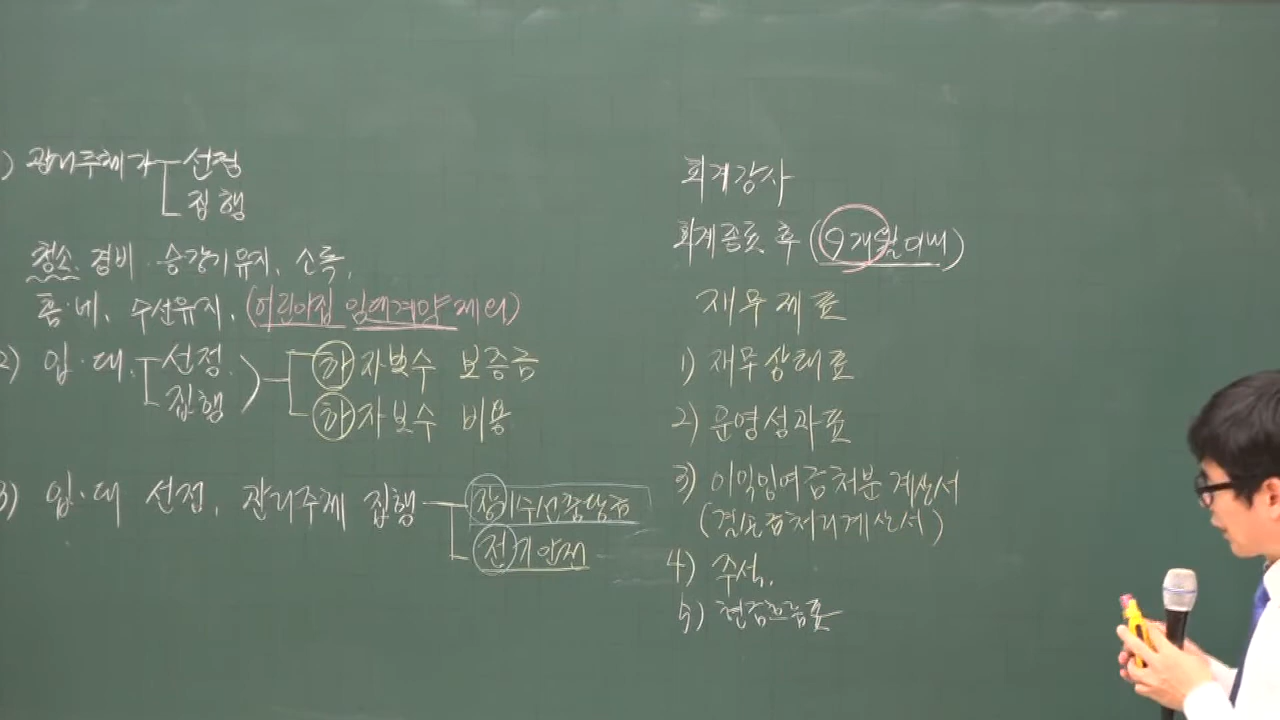 ) 관리주체가 선정
집행
청소. 경비. 승강기유지, 소독,
홈·네, 수선유지, (어린이집 임대계약 제외)
2) 입·대. 선정. 하자보수 보증금
집행 하자보수 비용
3) 입·대 선정, 관리주체 집행 장기수선충당금
전기안전
회계감사
회계종료 후 (9개월이내)
재무제표
1) 재무상태표
2) 운영성과표
3) 이익잉여금처분계산서
(결손금처리계산서)
4) 주석.
5) 현금흐름표